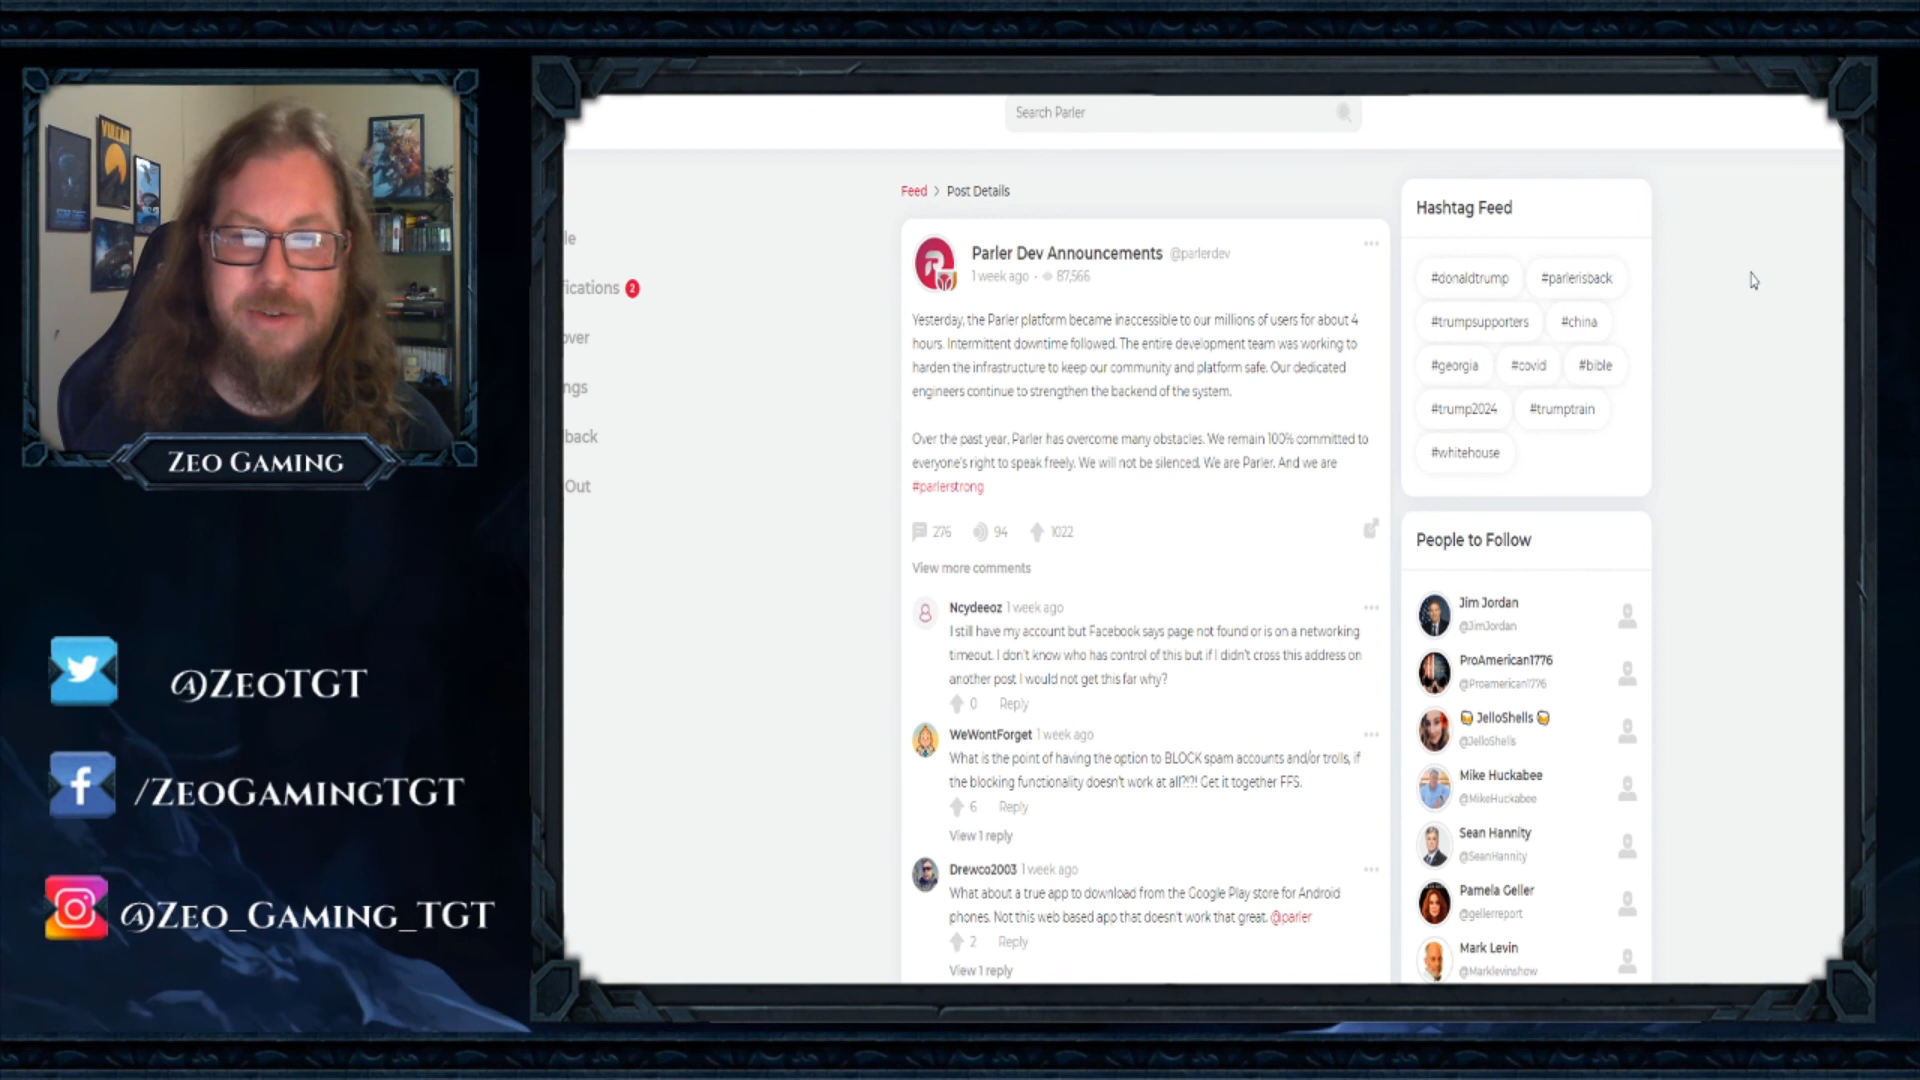 VULCAN
ZEO GAMING
@ZEOTGT
/ZEOGAMINGTGT
@ZEO_GAMING_TGT
Search Parler
le
ications 2
over
ngs
back
Out
Feed > Post Details
Parler Dev Announcements @parlerdev
1 week ago · 87,566
Yesterday, the Parler platform became inaccessible to our millions of users for about 4
hours. Intermittent downtime followed. The entire development team was working to
harden the infrastructure to keep our community and platform safe. Our dedicated
engineers continue to strengthen the backend of the system.
Over the past year, Parler has overcome many obstacles. We remain 100% committed to
everyone's right to speak freely. We will not be silenced. We are Parler. And we are
#parlerstrong
276 94 1022
View more comments
Ncydeeoz 1 week ago
I still have my account but Facebook says page not found or is on a networking
timeout. I don't know who has control of this but if I didn't cross this address on
another post I would not get this far why?
0 Reply
WeWontForget 1 week ago
What is the point of having the option to BLOCK spam accounts and/or trolls, if
the blocking functionality doesn't work at all?!?! Get it together FFS.
6 Reply
View 1 reply
Drewco2003 1 week ago
What about a true app to download from the Google Play store for Android
phones. Not this web based app that doesn't work that great. @parler
2 Reply
View 1 reply
Hashtag Feed
#donaldtrump #parlerisback
#trumpsupporters #china
#georgia #covid #bible
#trump2024 #trumptrain
#whitehouse
People to Follow
Jim Jordan
@JimJordan
ProAmerican1776
@Proamerican1776
JelloShells
@JelloShells
Mike Huckabee
@MikeHuckabee
Sean Hannity
@SeanHannity
Pamela Geller
@gellerreport
Mark Levin
@Marklevinshow